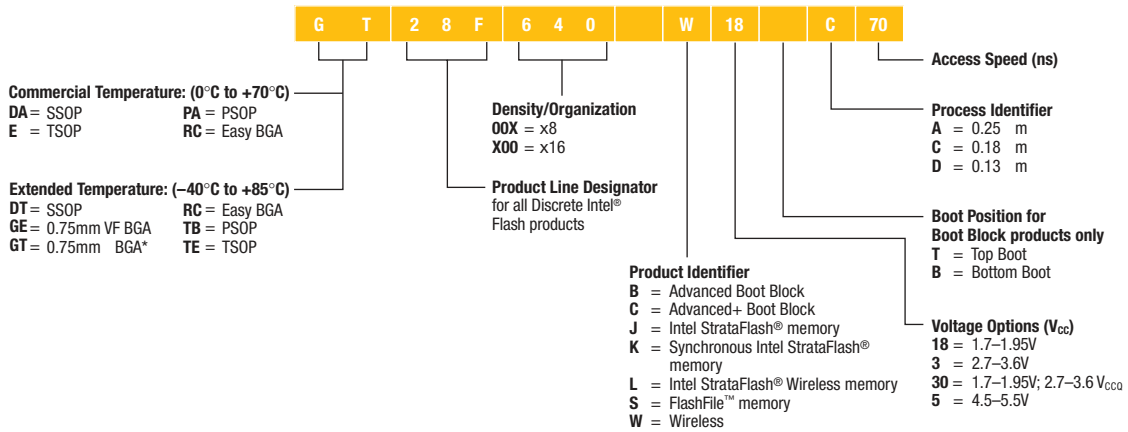 G T 2 8 F 6 4 0 W 18 C 70
Access Speed (ns)
Commercial Temperature: (0°C to +70°C)
DA = SSOP PA = PSOP
E = TSOP RC = Easy BGA
Density/Organization
00X = x8
X00 = x16
Process Identifier
A = 0.25 m
C = 0.18 m
D = 0.13 m
Extended Temperature: (–40°C to +85°C)
DT = SSOP RC = Easy BGA
GE = 0.75mm VF BGA TB = PSOP
GT = 0.75mm BGA* TE = TSOP
Product Line Designator
for all Discrete Intel®
Flash products
Boot Position for
Boot Block products only
T = Top Boot
B = Bottom Boot
Product Identifier
B = Advanced Boot Block
C = Advanced+ Boot Block
J = Intel StrataFlash® memory
K = Synchronous Intel StrataFlash®
memory
L = Intel StrataFlash® Wireless memory
S = FlashFile™ memory
W = Wireless
Voltage Options (VCC)
18 = 1.7–1.95V
3 = 2.7–3.6V
30 = 1.7–1.95V; 2.7–3.6 VCCQ
5 = 4.5–5.5V